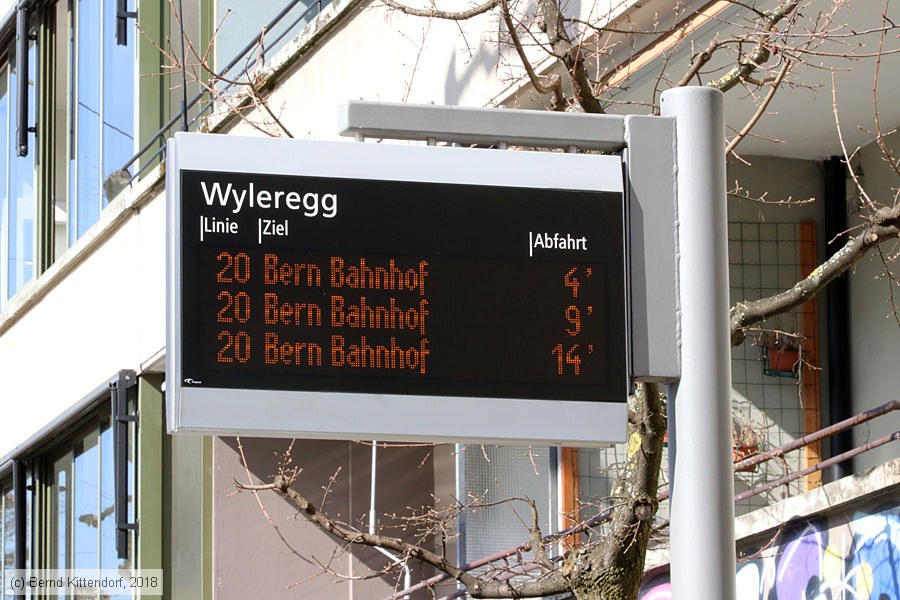 Wyleregg
Linie Ziel Abfahrt
20 Bern Bahnhof 4'
20 Bern Bahnhof 9'
20 Bern Bahnhof 14'
(c) Bernd Kittendorf, 2018